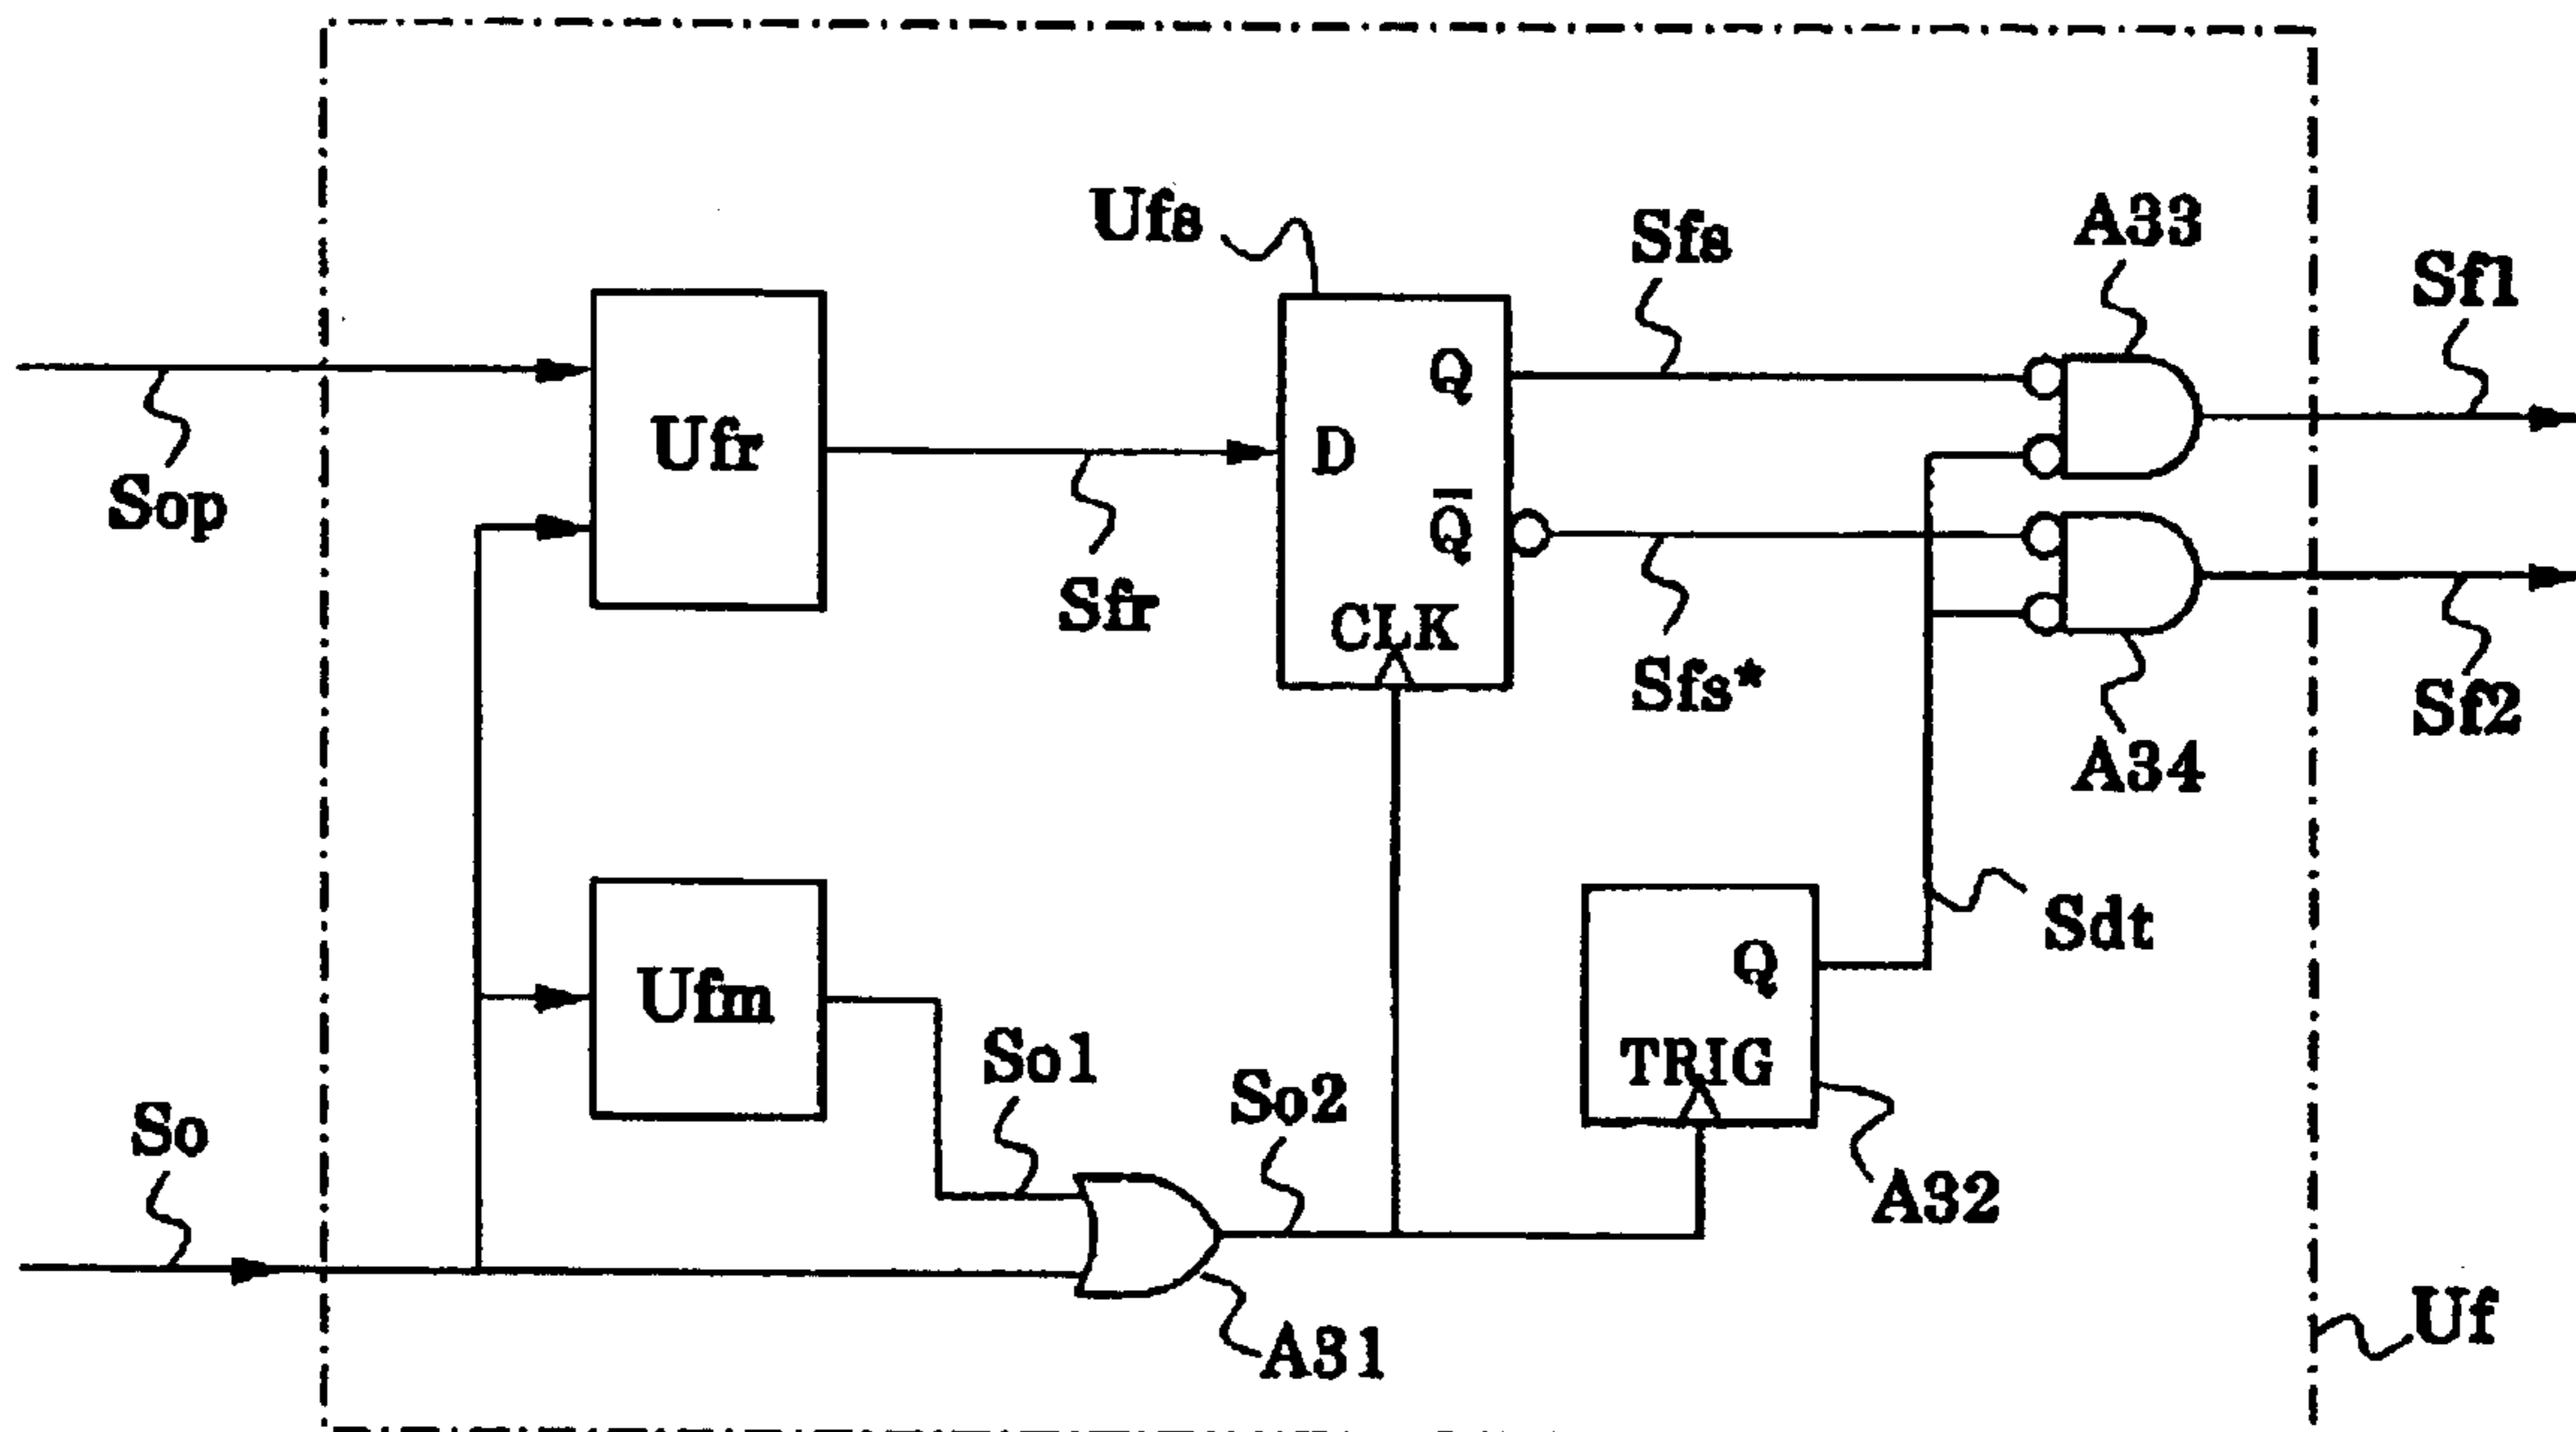 Ufs
Sfs
A33
Sf1
Q
Ufr
D
Sop
Q
Sfr
CLK
Sfs*
Sf2
A34
Sdt
Q
Ufm
So1
TRIG
So2
So
A32
Uf
A31